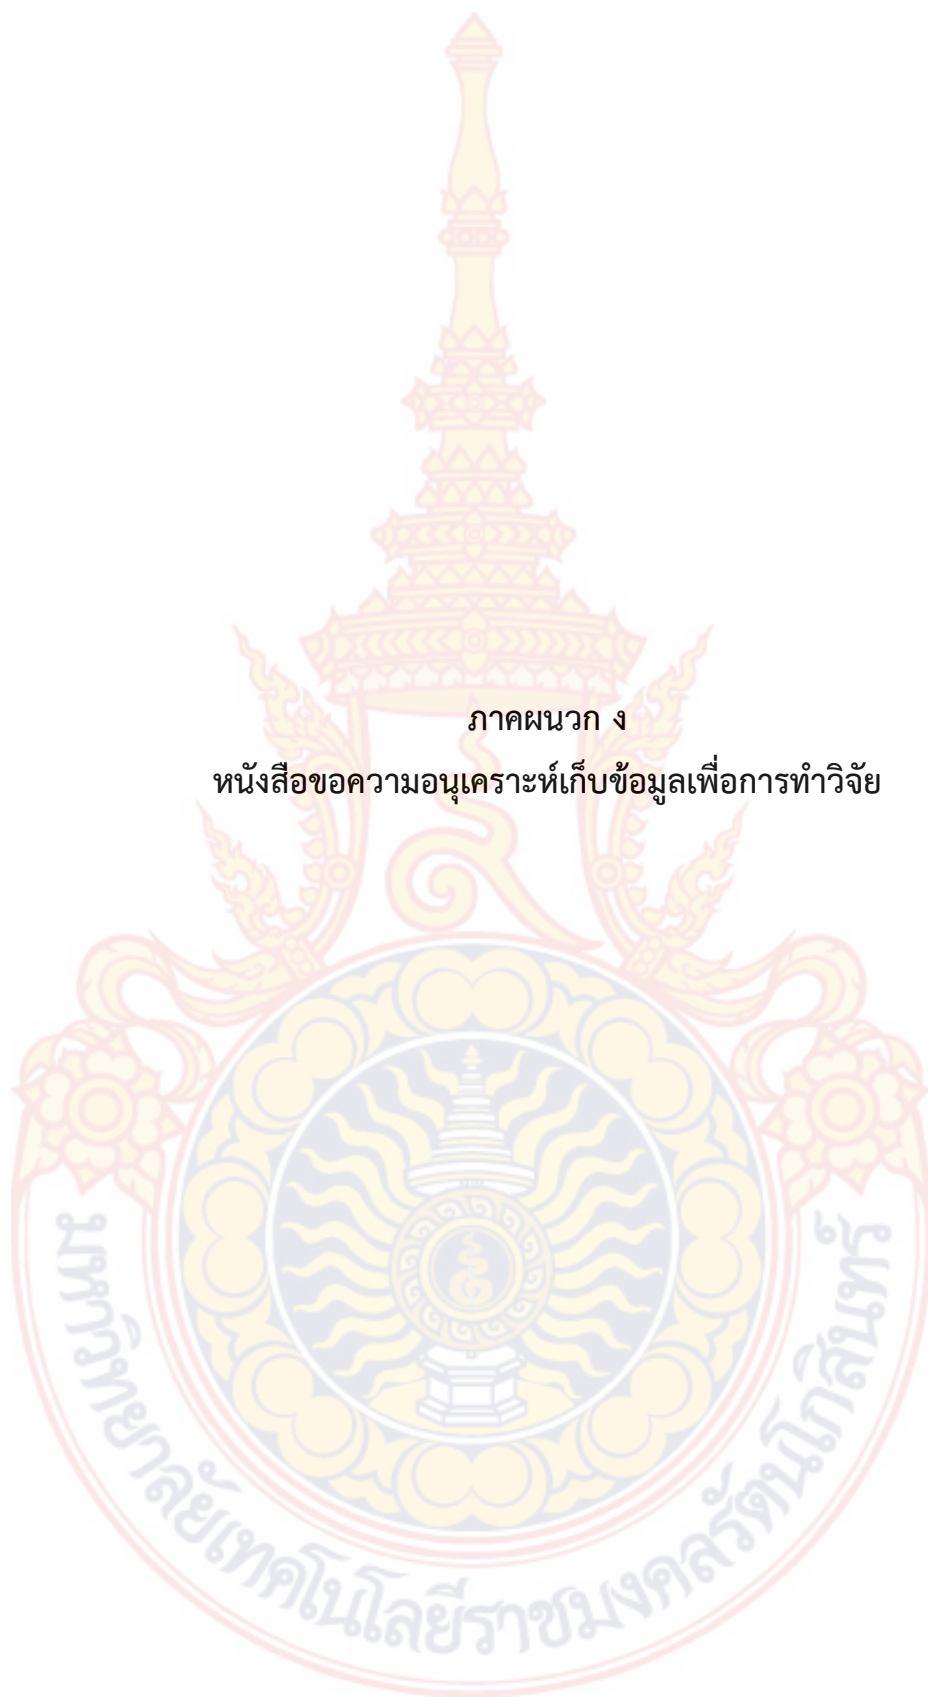 ภาคผนวก ง
หนังสือขอความอนุเคราะห์เก็บข้อมูลเพื่อการทำวิจัย
มหาวิทยาลัยเทคโนโลยีราชมงคลรัตนโกสินทร์